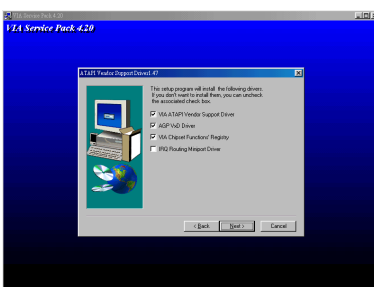 VIA Service Pack 4.20
VIA Service Pack 4.20
ATAPI Vendor Support Driver1.47
This setup program will install the following drivers.
If you don't want to install them, you can uncheck
the associated check box.
VIA ATAPI Vendor Support Driver
AGP VxD Driver
VIA Chipset Functions' Registry
IRQ Routing Miniport Driver
< Back
Next >
Cancel